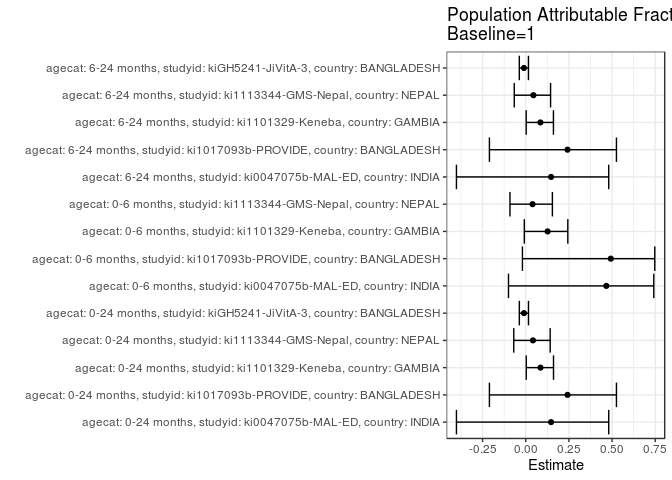 Population Attributable Fract
Baseline=1
agecat: 6-24 months, studyid: kiGH5241-JiVitA-3, country: BANGLADESH
agecat: 6-24 months, studyid: ki1113344-GMS-Nepal, country: NEPAL
agecat: 6-24 months, studyid: ki1101329-Keneba, country: GAMBIA
agecat: 6-24 months, studyid: ki1017093b-PROVIDE, country: BANGLADESH
agecat: 6-24 months, studyid: ki0047075b-MAL-ED, country: INDIA
agecat: 0-6 months, studyid: ki1113344-GMS-Nepal, country: NEPAL
agecat: 0-6 months, studyid: ki1101329-Keneba, country: GAMBIA
agecat: 0-6 months, studyid: ki1017093b-PROVIDE, country: BANGLADESH
agecat: 0-6 months, studyid: ki0047075b-MAL-ED, country: INDIA
agecat: 0-24 months, studyid: kiGH5241-JiVitA-3, country: BANGLADESH
agecat: 0-24 months, studyid: ki1113344-GMS-Nepal, country: NEPAL
agecat: 0-24 months, studyid: ki1101329-Keneba, country: GAMBIA
agecat: 0-24 months, studyid: ki1017093b-PROVIDE, country: BANGLADESH
agecat: 0-24 months, studyid: ki0047075b-MAL-ED, country: INDIA
-0.25 0.00 0.25 0.50 0.75
Estimate